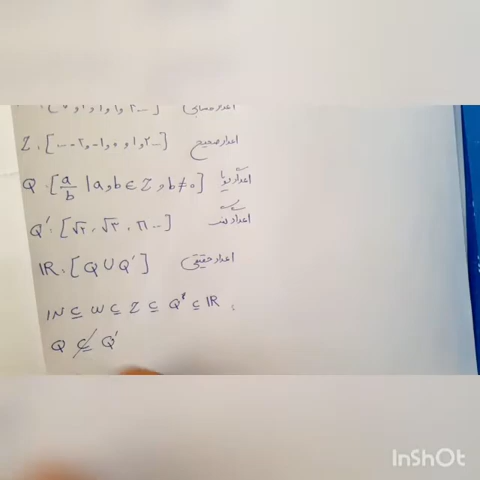 Z : [... -۲ و -۱ و ۰ و ۱ و ۲ ...] اعداد صحیح
Q : [a/b | a و b ∈ Z و b ≠ ۰] اعداد گویا
Q' : [√۲ , √۳ , π ...] اعداد گنگ
IR : [Q ∪ Q'] اعداد حقیقی
IN ⊆ W ⊆ Z ⊆ Q ⊆ IR
Q ⊈ Q'
InShOt